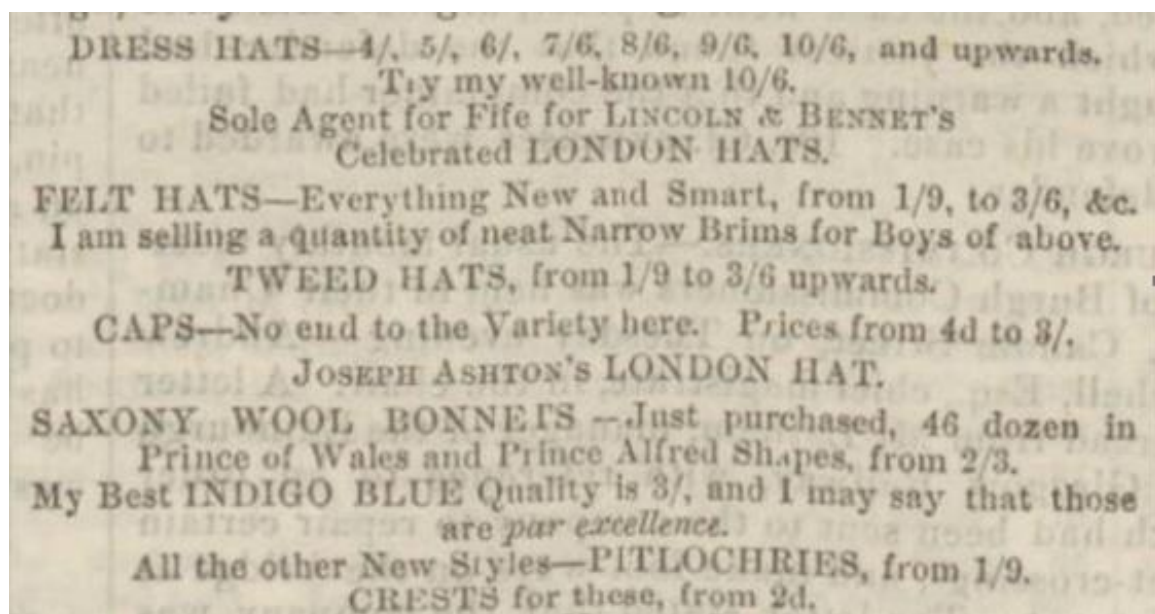 DRESS HATS—4/, 5/, 6/, 7/6, 8/6, 9/6, 10/6, and upwards.
Try my well-known 10/6.
Sole Agent for Fife for LINCOLN & BENNET'S
Celebrated LONDON HATS.
FELT HATS—Everything New and Smart, from 1/9, to 3/6, &c.
I am selling a quantity of neat Narrow Brims for Boys of above.
TWEED HATS, from 1/9 to 3/6 upwards.
CAPS—No end to the Variety here. Prices from 4d to 3/.
JOSEPH ASHTON'S LONDON HAT.
SAXONY WOOL BONNETS—Just purchased, 46 dozen in
Prince of Wales and Prince Alfred Shapes, from 2/3.
My Best INDIGO BLUE Quality is 3/, and I may say that those
are par excellence.
All the other New Styles—PITLOCHRIES, from 1/9.
CRESTS for these, from 2d.